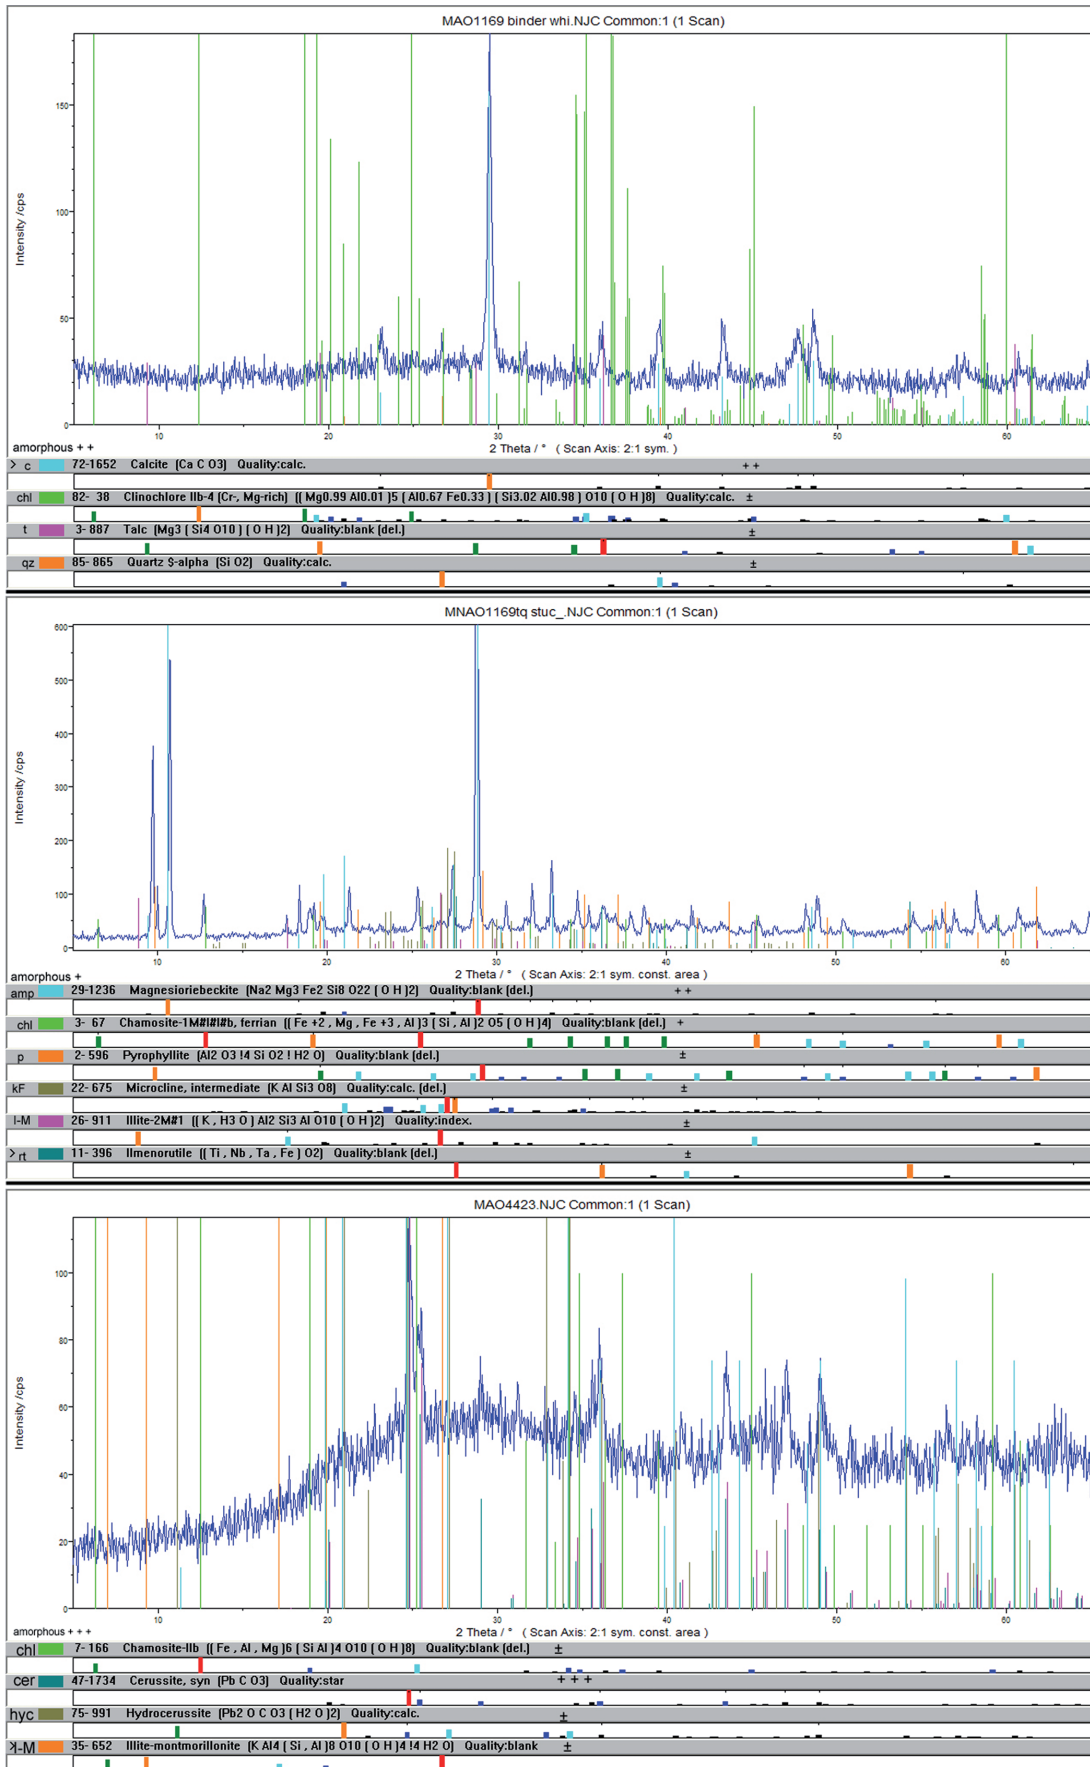 MAO1169 binder whi.NJC Common:1 (1 Scan)
Intensity /cps
150
100
50
0
10 20 30 40 50 60
amorphous + +
2 Theta / ° ( Scan Axis: 2:1 sym. )
> c 72-1652 Calcite (Ca C O3) Quality:calc. + +
chl 82- 38 Clinochlore IIb-4 (Cr-, Mg-rich) (( Mg0.99 Al0.01 )5 ( Al0.67 Fe0.33 ) ( Si3.02 Al0.98 ) O10 ( O H )8) Quality:calc. ±
t 3- 887 Talc (Mg3 ( Si4 O10 ) ( O H )2) Quality:blank (del.) ±
qz 85- 865 Quartz $-alpha (Si O2) Quality:calc. ±
MNAO1169tq stuc_.NJC Common:1 (1 Scan)
Intensity /cps
600
500
400
300
200
100
0
10 20 30 40 50 60
amorphous +
2 Theta / ° ( Scan Axis: 2:1 sym. const. area )
amp 29-1236 Magnesioriebeckite (Na2 Mg3 Fe2 Si8 O22 ( O H )2) Quality:blank (del.) + +
chl 3- 67 Chamosite-1M#I#I#b, ferrian (( Fe +2 , Mg , Fe +3 , Al )3 ( Si , Al )2 O5 ( O H )4) Quality:blank (del.) +
p 2- 596 Pyrophyllite (Al2 O3 !4 Si O2 ! H2 O) Quality:blank (del.) ±
kF 22- 675 Microcline, intermediate (K Al Si3 O8) Quality:calc. (del.) ±
I-M 26- 911 Illite-2M#1 (( K , H3 O ) Al2 Si3 Al O10 ( O H )2) Quality:index. ±
> rt 11- 396 Ilmenorutile (( Ti , Nb , Ta , Fe ) O2) Quality:blank (del.) ±
MAO4423.NJC Common:1 (1 Scan)
Intensity /cps
100
80
60
40
20
0
10 20 30 40 50 60
amorphous + + +
2 Theta / ° ( Scan Axis: 2:1 sym. const. area )
chl 7- 166 Chamosite-IIb (( Fe , Al , Mg )6 ( Si Al )4 O10 ( O H )8) Quality:blank (del.) ±
cer 47-1734 Cerussite, syn (Pb C O3) Quality:star + + +
hyc 75- 991 Hydrocerussite (Pb2 O C O3 ( H2 O )2) Quality:calc. ±
>I-M 35- 652 Illite-montmorillonite (K Al4 ( Si , Al )8 O10 ( O H )4 !4 H2 O) Quality:blank ±